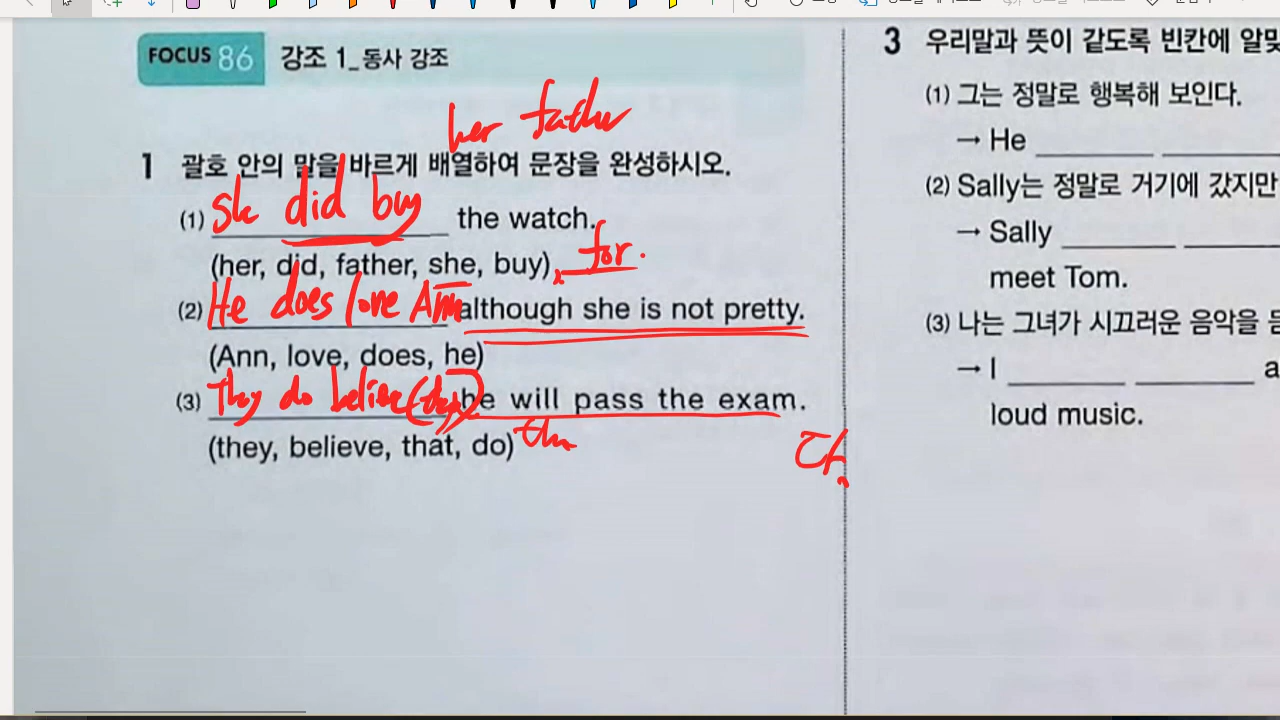 FOCUS 86 강조 1_ 동사 강조
her father
1 괄호 안의 말을 바르게 배열하여 문장을 완성하시오.
(1) She did buy the watch.
(her, did, father, she, buy) for.
(2) He does love Ann although she is not pretty.
(Ann, love, does, he)
(3) They do believe (that) he will pass the exam.
(they, believe, that, do)
3 우리말과 뜻이 같도록 빈칸에 알맞
(1) 그는 정말로 행복해 보인다.
→ He
(2) Sally는 정말로 거기에 갔지만
→ Sally
meet Tom.
(3) 나는 그녀가 시끄러운 음악을 듣
→ I a
loud music.